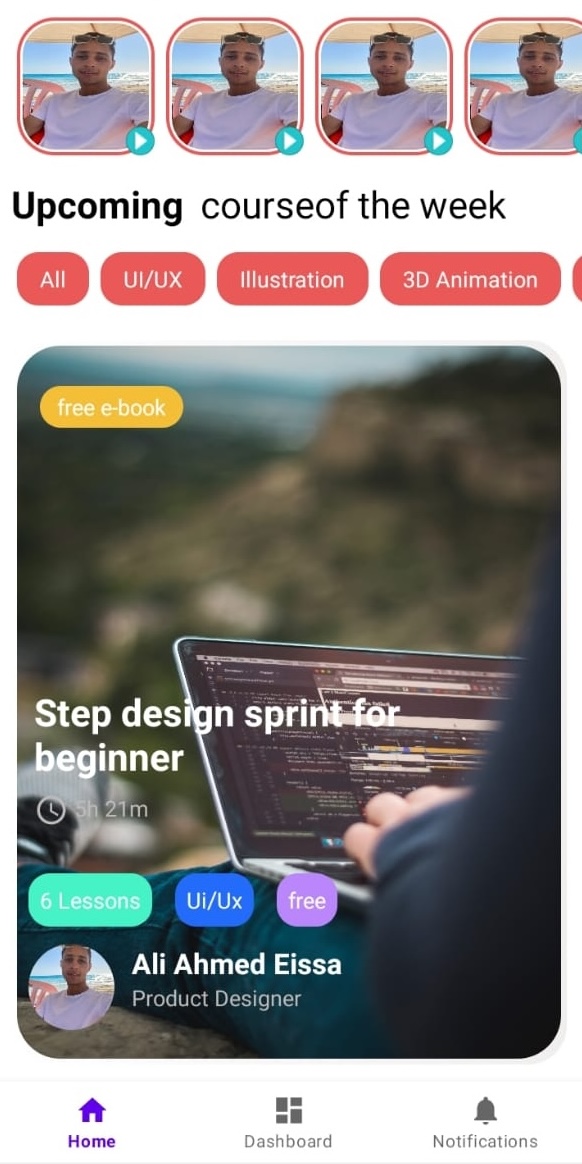 Upcoming courseof the week
All UI/UX Illustration 3D Animation
free e-book
Step design sprint for
beginner
5h 21m
6 Lessons Ui/Ux free
Ali Ahmed Eissa
Product Designer
Home Dashboard Notifications